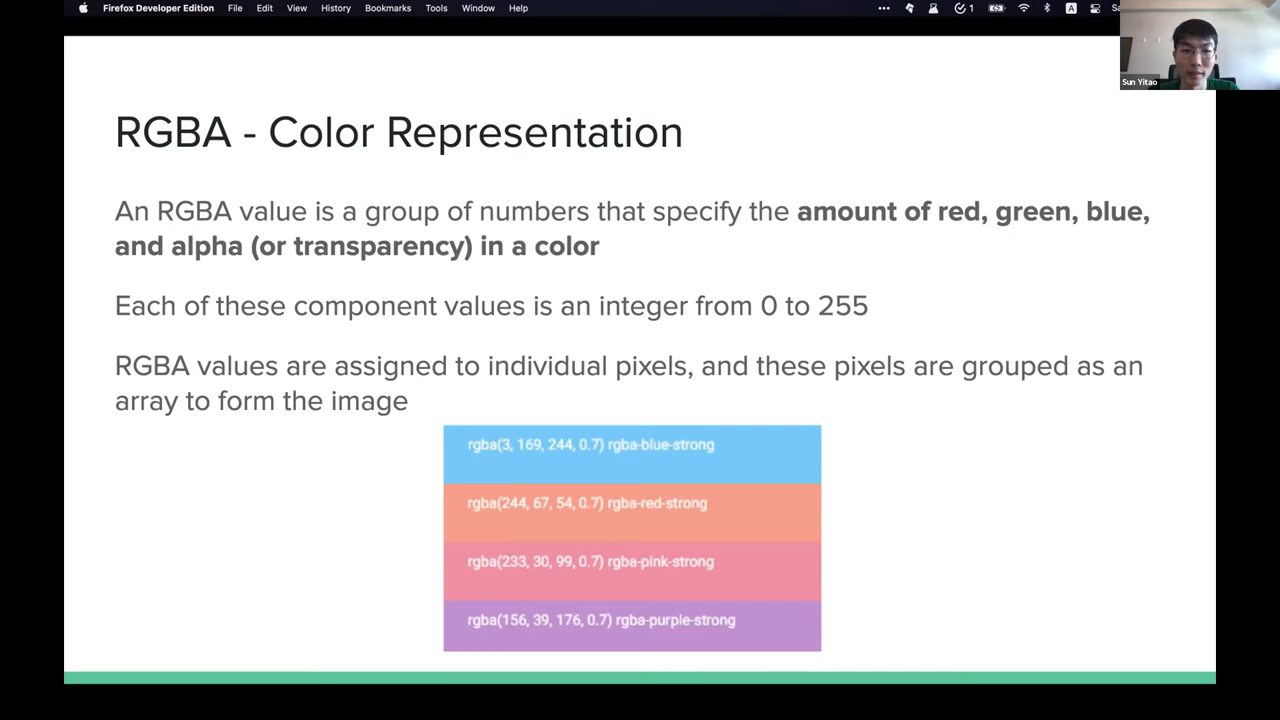 Firefox Developer Edition File Edit View History Bookmarks Tools Window Help
1 A
Sun Yitao
RGBA - Color Representation
An RGBA value is a group of numbers that specify the amount of red, green, blue,
and alpha (or transparency) in a color
Each of these component values is an integer from 0 to 255
RGBA values are assigned to individual pixels, and these pixels are grouped as an
array to form the image
rgba(3, 169, 244, 0.7) rgba-blue-strong
rgba(244, 67, 54, 0.7) rgba-red-strong
rgba(233, 30, 99, 0.7) rgba-pink-strong
rgba(156, 39, 176, 0.7) rgba-purple-strong